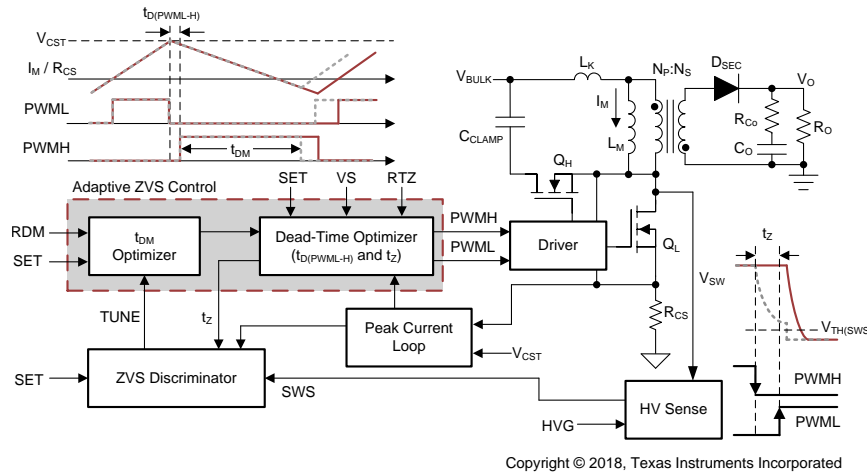 tD(PWML-H)
VCST
IM / RCS
PWML
PWMH
tDM
VBULK
LK
NP:NS
DSEC
VO
IM
LM
CCLAMP
RCo
CO
RO
QH
Adaptive ZVS Control
SET
VS
RTZ
RDM
SET
tDM
Optimizer
Dead-Time Optimizer
(tD(PWML-H) and tZ)
PWMH
PWML
Driver
QL
VSW
tZ
VTH(SWS
TUNE
tZ
Peak Current
Loop
RCS
VCST
SET
ZVS Discriminator
SWS
HVG
HV Sense
PWMH
PWML
Copyright © 2018, Texas Instruments Incorporated